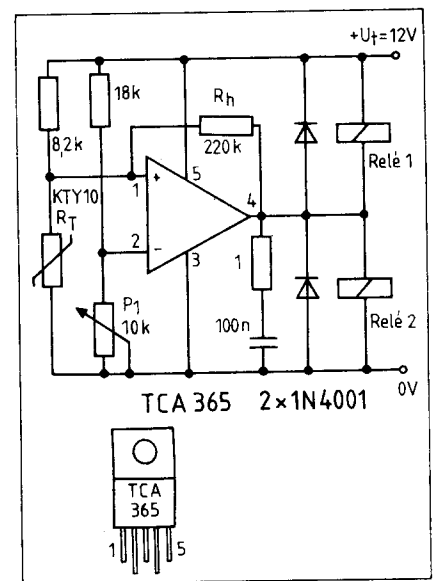 +Ut=12V
18k
Rh
8,2k
220k
Relé 1
KTY10
RT
1
+
5
4
2
-
3
1
P1
10k
100n
Relé 2
0V
TCA 365 2×1N4001
TCA
365
1
5